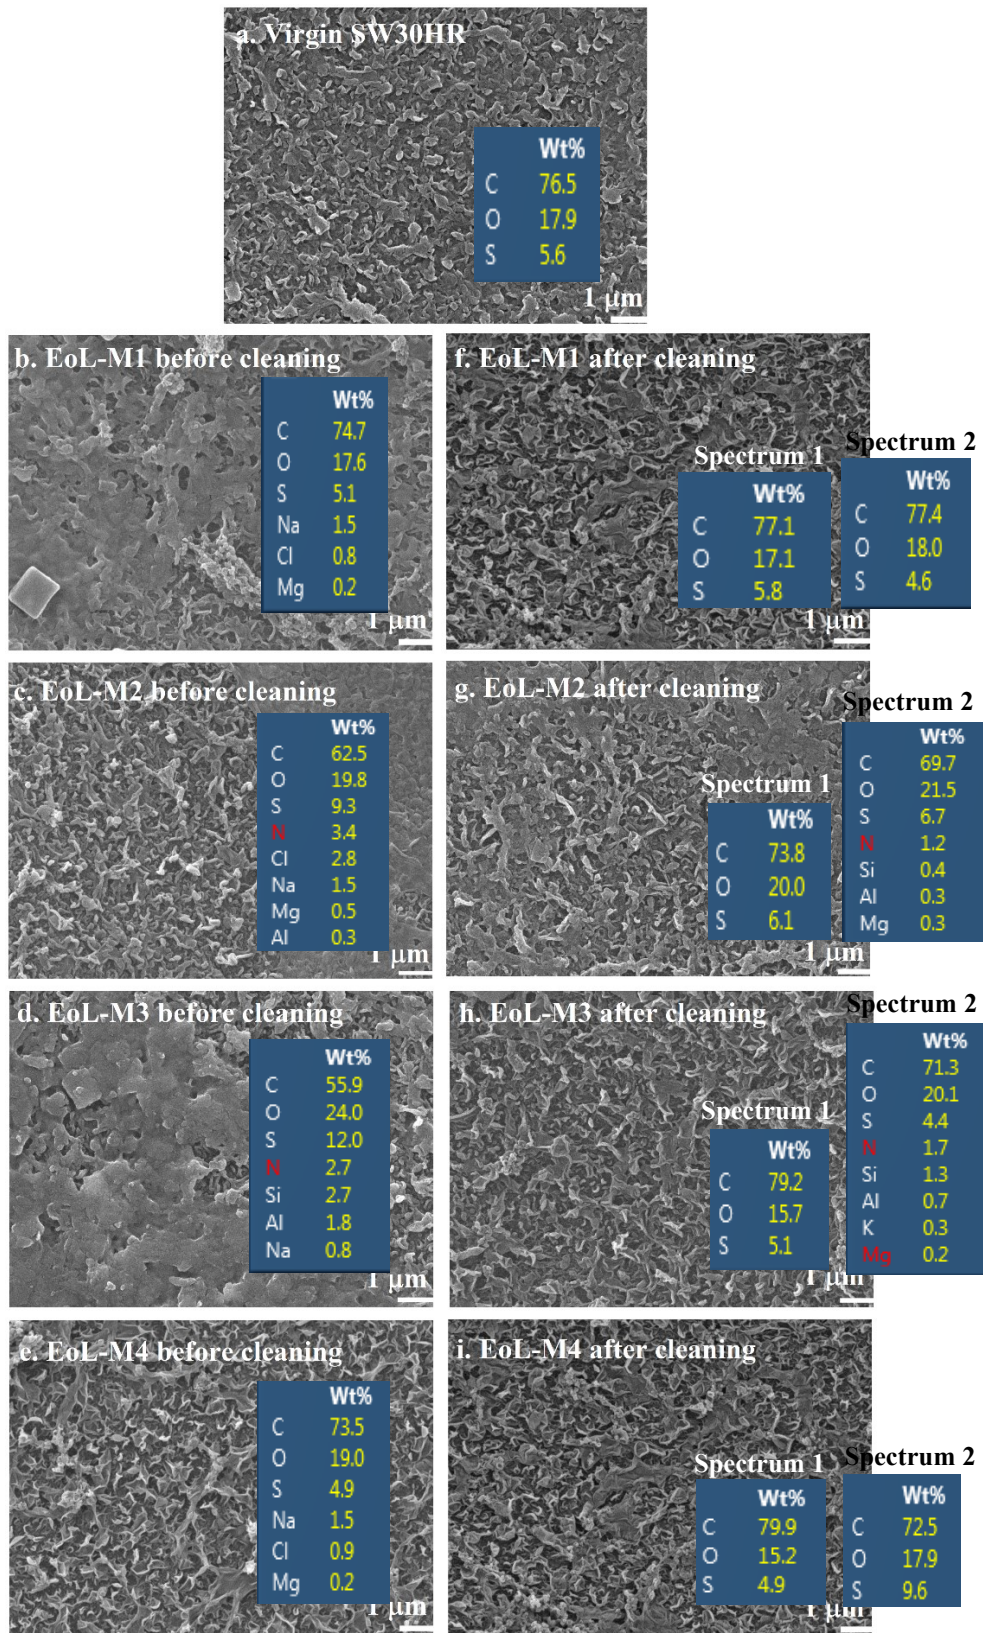 a. Virgin SW30HR
Wt%
C 76.5
O 17.9
S 5.6
1 µm
b. EoL-M1 before cleaning
Wt%
C 74.7
O 17.6
S 5.1
Na 1.5
Cl 0.8
Mg 0.2
1 µm
f. EoL-M1 after cleaning
Spectrum 1
Wt%
C 77.1
O 17.1
S 5.8
Spectrum 2
Wt%
C 77.4
O 18.0
S 4.6
1 µm
c. EoL-M2 before cleaning
Wt%
C 62.5
O 19.8
S 9.3
N 3.4
Cl 2.8
Na 1.5
Mg 0.5
Al 0.3
1 µm
g. EoL-M2 after cleaning
Spectrum 1
Wt%
C 73.8
O 20.0
S 6.1
Spectrum 2
Wt%
C 69.7
O 21.5
S 6.7
N 1.2
Si 0.4
Al 0.3
Mg 0.3
1 µm
d. EoL-M3 before cleaning
Wt%
C 55.9
O 24.0
S 12.0
N 2.7
Si 2.7
Al 1.8
Na 0.8
1 µm
h. EoL-M3 after cleaning
Spectrum 1
Wt%
C 79.2
O 15.7
S 5.1
Spectrum 2
Wt%
C 71.3
O 20.1
S 4.4
N 1.7
Si 1.3
Al 0.7
K 0.3
Mg 0.2
1 µm
e. EoL-M4 before cleaning
Wt%
C 73.5
O 19.0
S 4.9
Na 1.5
Cl 0.9
Mg 0.2
1 µm
i. EoL-M4 after cleaning
Spectrum 1
Wt%
C 79.9
O 15.2
S 4.9
Spectrum 2
Wt%
C 72.5
O 17.9
S 9.6
1 µm